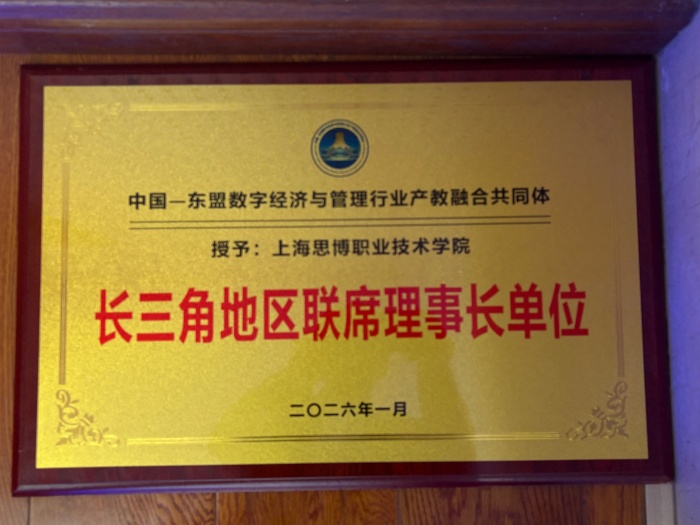 中国—东盟数字经济与管理行业产教融合共同体
授予：上海思博职业技术学院
长三角地区联席理事长单位
二〇二六年一月